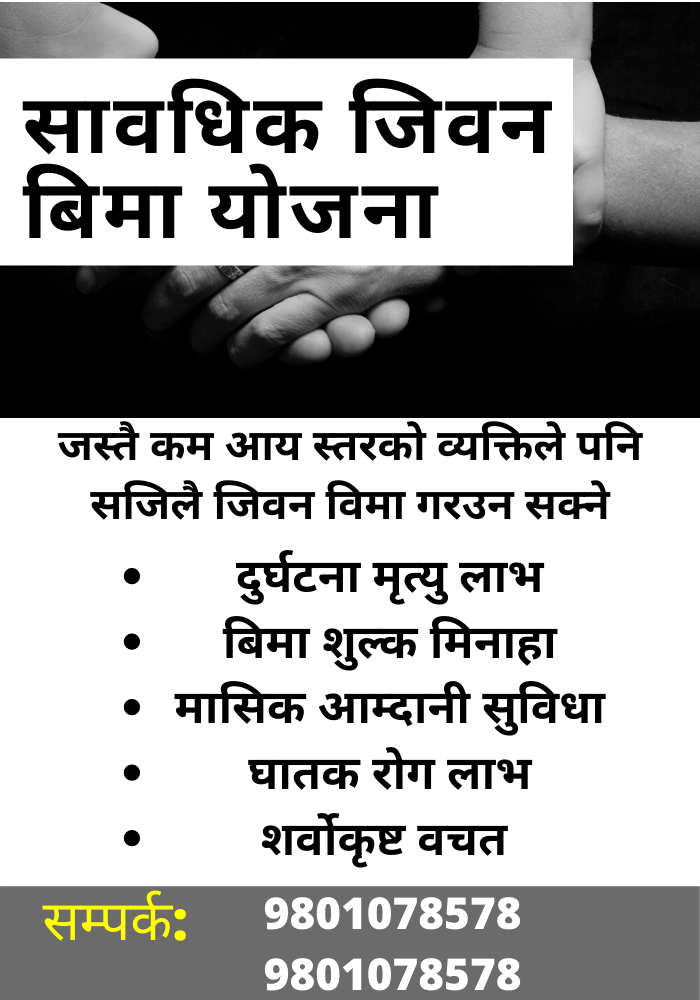 सावधिक जिवन
बिमा योजना
जस्तै कम आय स्तरको व्यक्तिले पनि
सजिलै जिवन विमा गरउन सक्ने
• दुर्घटना मृत्यु लाभ
• बिमा शुल्क मिनाहा
• मासिक आम्दानी सुविधा
• घातक रोग लाभ
• शर्वोकृष्ट वचत
सम्पर्क: 9801078578
9801078578